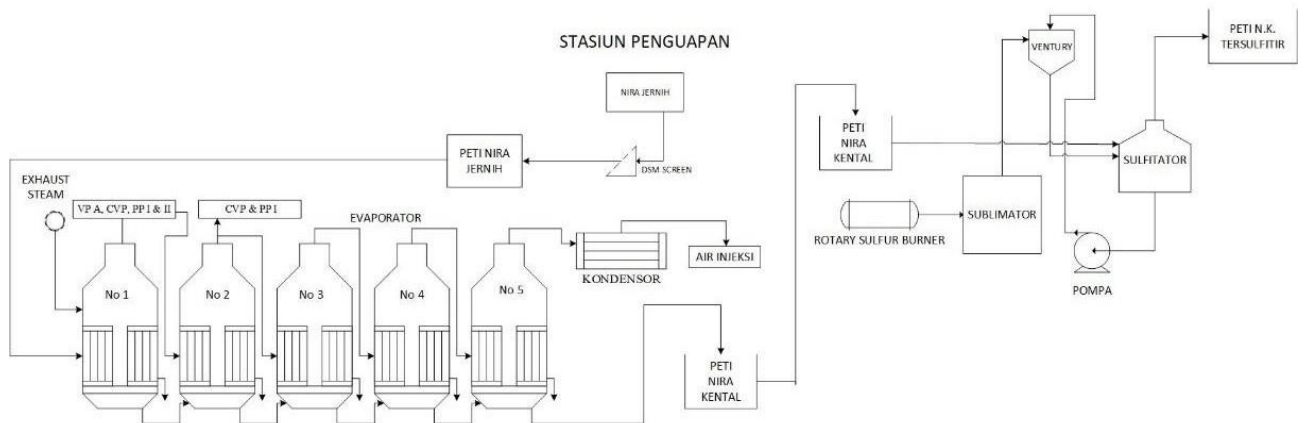 STASIUN PENGUAPAN
NIRA JERNIH
DSM SCREEN
PETI NIRA
JERNIH
EXHAUST
STEAM
VP A, CVP, PP I & II
CVP & PP I
EVAPORATOR
No 1
No 2
No 3
No 4
No 5
KONDENSOR
AIR INJEKSI
PETI
NIRA
KENTAL
PETI
NIRA
KENTAL
ROTARY SULFUR BURNER
SUBLIMATOR
VENTURY
SULFITATOR
POMPA
PETI N.K.
TERSULFITIR